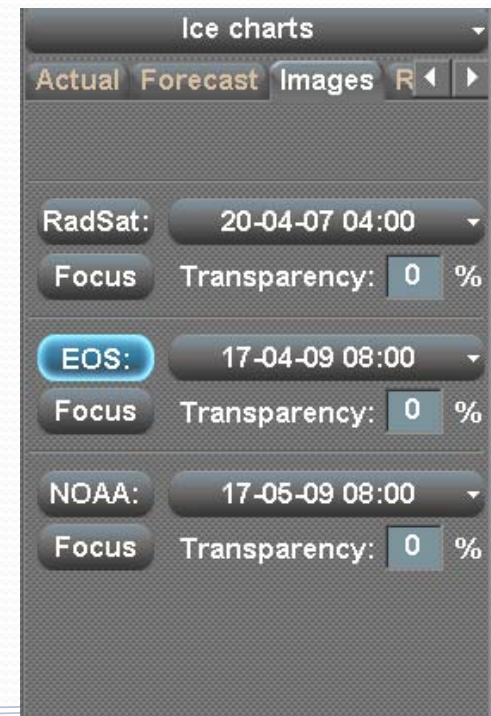 Ice charts
Actual Forecast Images R
RadSat: 20-04-07 04:00
Focus Transparency: 0 %
EOS: 17-04-09 08:00
Focus Transparency: 0 %
NOAA: 17-05-09 08:00
Focus Transparency: 0 %